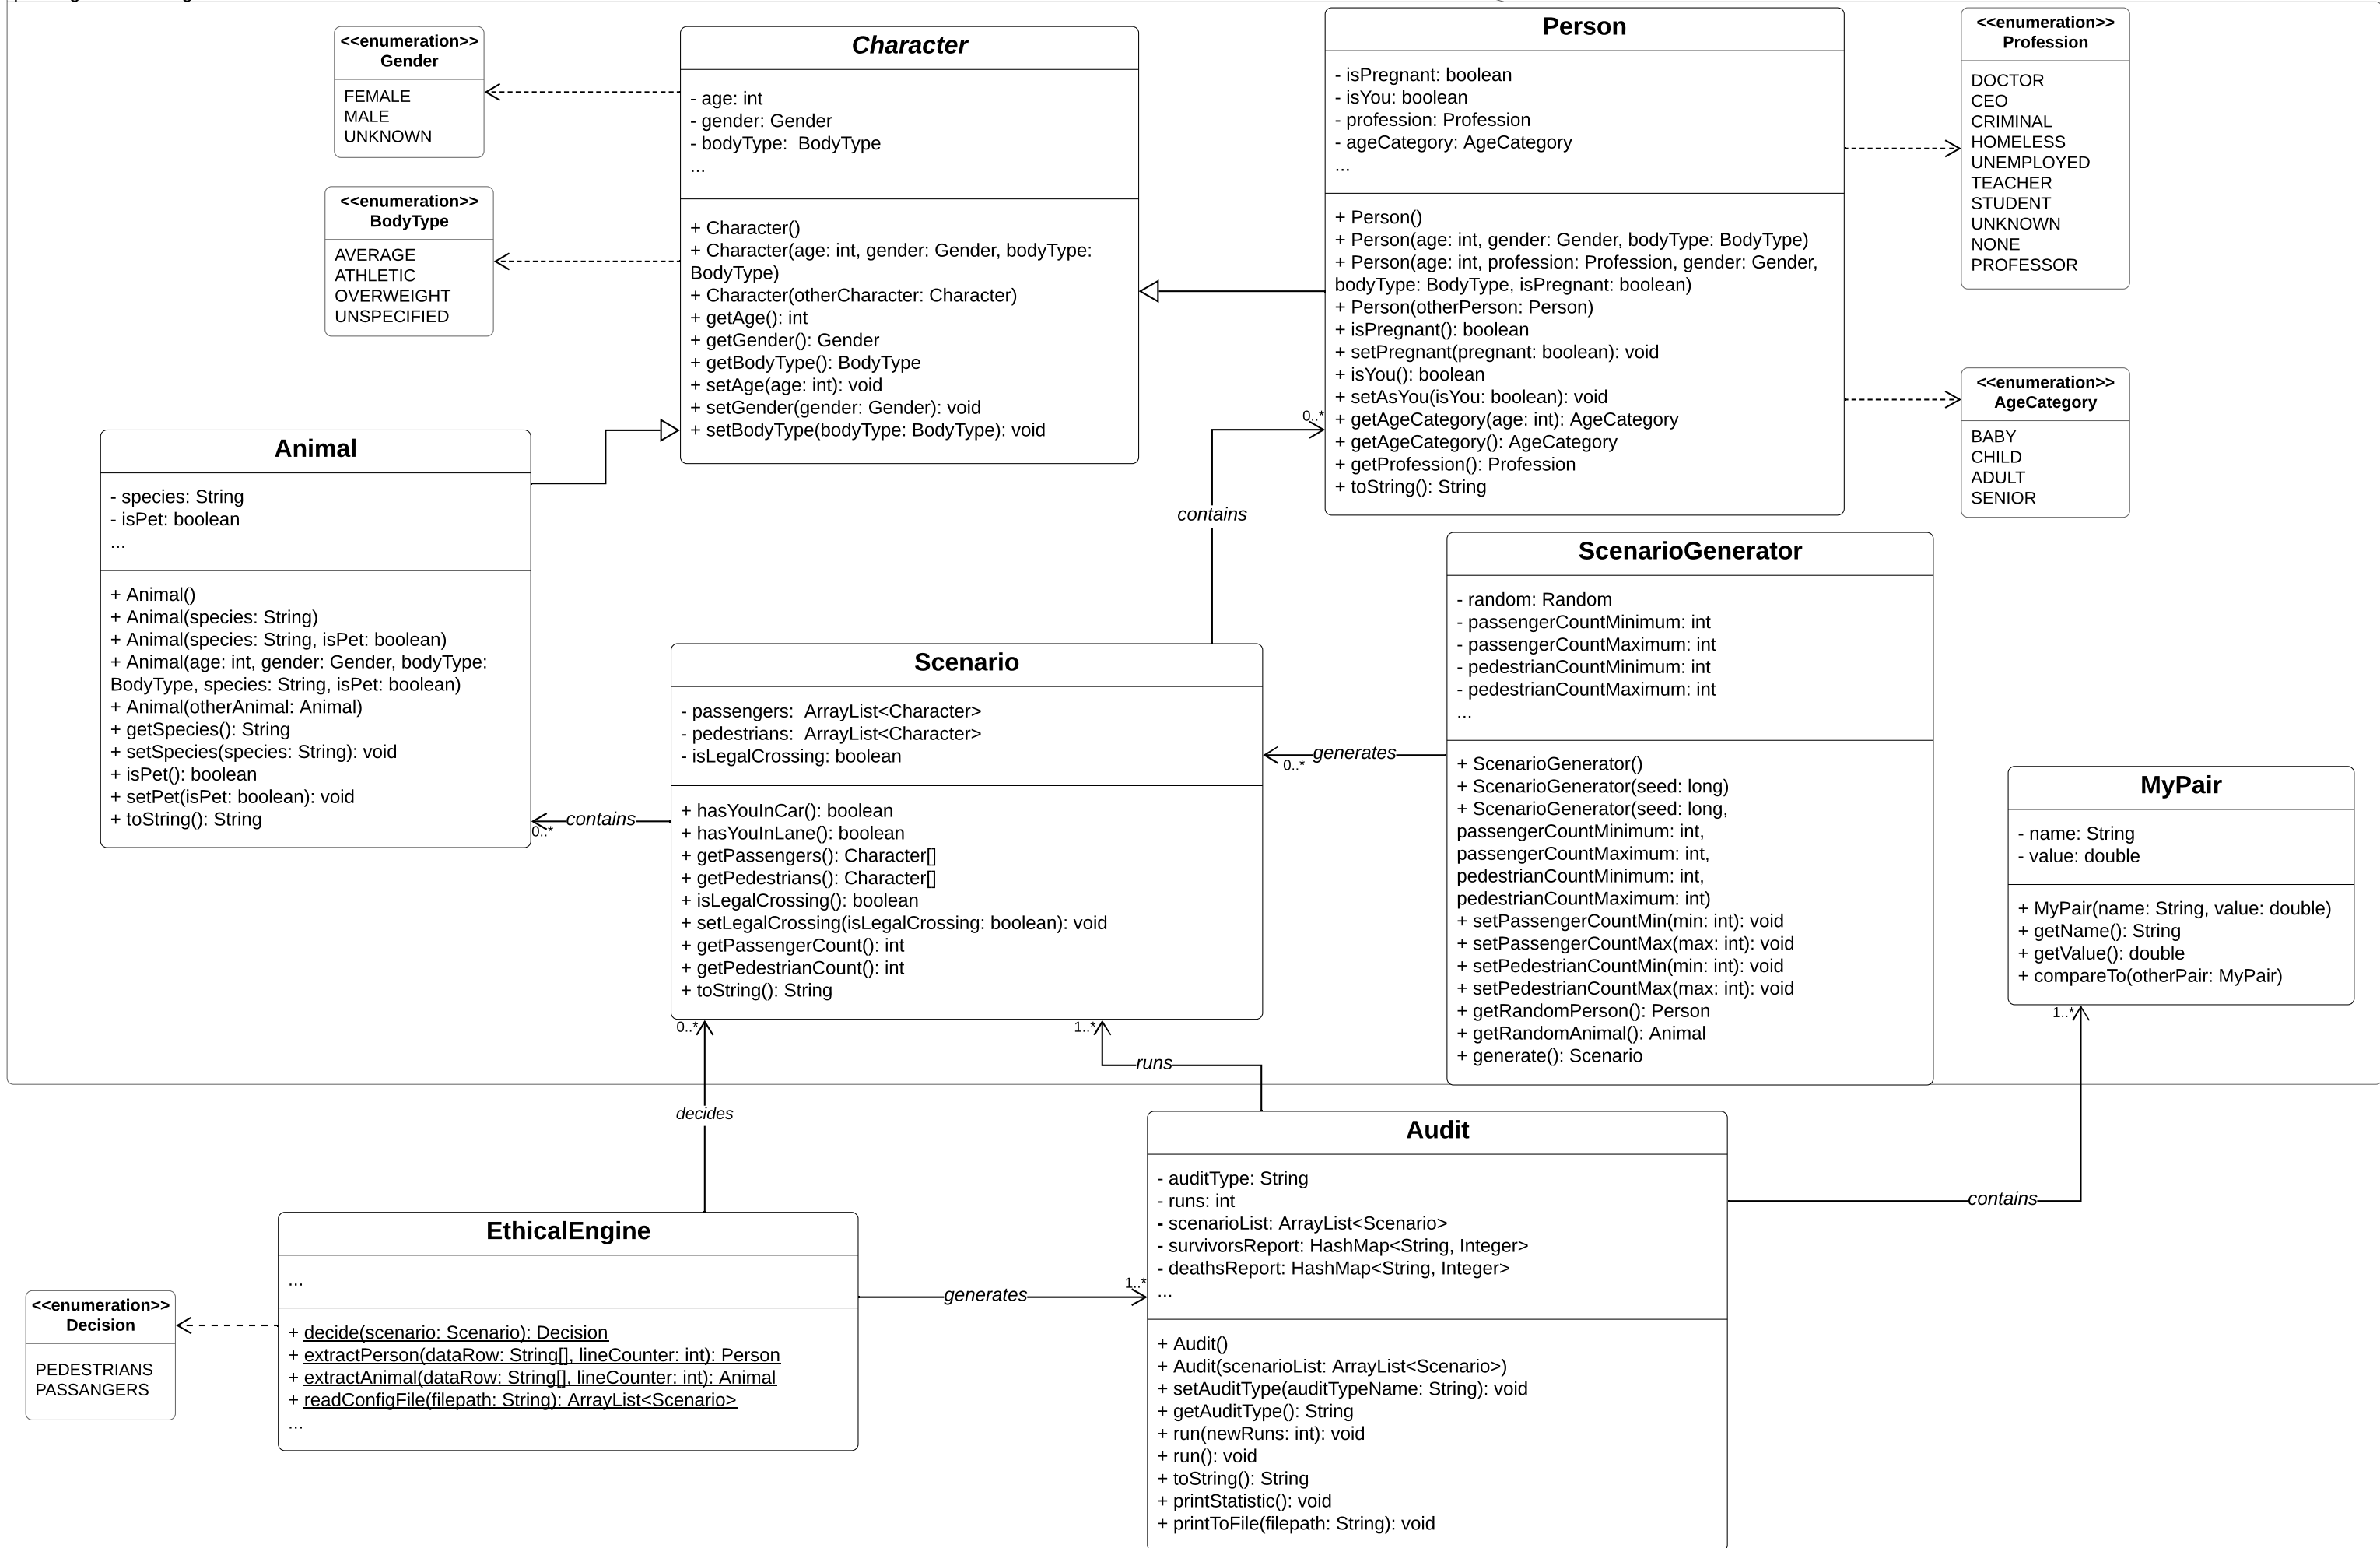 <<enumeration>>
Gender
FEMALE
MALE
UNKNOWN
<<enumeration>>
BodyType
AVERAGE
ATHLETIC
OVERWEIGHT
UNSPECIFIED
Character
- age: int
- gender: Gender
- bodyType:  BodyType
...
+ Character()
+ Character(age: int, gender: Gender, bodyType:
BodyType)
+ Character(otherCharacter: Character)
+ getAge(): int
+ getGender(): Gender
+ getBodyType(): BodyType
+ setAge(age: int): void
+ setGender(gender: Gender): void
+ setBodyType(bodyType: BodyType): void
Person
- isPregnant: boolean
- isYou: boolean
- profession: Profession
- ageCategory: AgeCategory
...
+ Person()
+ Person(age: int, gender: Gender, bodyType: BodyType)
+ Person(age: int, profession: Profession, gender: Gender,
bodyType: BodyType, isPregnant: boolean)
+ Person(otherPerson: Person)
+ isPregnant(): boolean
+ setPregnant(pregnant: boolean): void
+ isYou(): boolean
+ setAsYou(isYou: boolean): void
+ getAgeCategory(age: int): AgeCategory
+ getAgeCategory(): AgeCategory
+ getProfession(): Profession
+ toString(): String
<<enumeration>>
Profession
DOCTOR
CEO
CRIMINAL
HOMELESS
UNEMPLOYED
TEACHER
STUDENT
UNKNOWN
NONE
PROFESSOR
<<enumeration>>
AgeCategory
BABY
CHILD
ADULT
SENIOR
0..*
contains
Animal
- species: String
- isPet: boolean
...
+ Animal()
+ Animal(species: String)
+ Animal(species: String, isPet: boolean)
+ Animal(age: int, gender: Gender, bodyType:
BodyType, species: String, isPet: boolean)
+ Animal(otherAnimal: Animal)
+ getSpecies(): String
+ setSpecies(species: String): void
+ isPet(): boolean
+ setPet(isPet: boolean): void
+ toString(): String
contains
0..*
Scenario
- passengers:  ArrayList<Character>
- pedestrians:  ArrayList<Character>
- isLegalCrossing: boolean
+ hasYouInCar(): boolean
+ hasYouInLane(): boolean
+ getPassengers(): Character[]
+ getPedestrians(): Character[]
+ isLegalCrossing(): boolean
+ setLegalCrossing(isLegalCrossing: boolean): void
+ getPassengerCount(): int
+ getPedestrianCount(): int
+ toString(): String
generates
0..*
ScenarioGenerator
- random: Random
- passengerCountMinimum: int
- passengerCountMaximum: int
- pedestrianCountMinimum: int
- pedestrianCountMaximum: int
...
+ ScenarioGenerator()
+ ScenarioGenerator(seed: long)
+ ScenarioGenerator(seed: long,
passengerCountMinimum: int,
passengerCountMaximum: int,
pedestrianCountMinimum: int,
pedestrianCountMaximum: int)
+ setPassengerCountMin(min: int): void
+ setPassengerCountMax(max: int): void
+ setPedestrianCountMin(min: int): void
+ setPedestrianCountMax(max: int): void
+ getRandomPerson(): Person
+ getRandomAnimal(): Animal
+ generate(): Scenario
MyPair
- name: String
- value: double
+ MyPair(name: String, value: double)
+ getName(): String
+ getValue(): double
+ compareTo(otherPair: MyPair)
0..*
1..*
1..*
runs
decides
contains
<<enumeration>>
Decision
PEDESTRIANS
PASSANGERS
EthicalEngine
...
+ decide(scenario: Scenario): Decision
+ extractPerson(dataRow: String[], lineCounter: int): Person
+ extractAnimal(dataRow: String[], lineCounter: int): Animal
+ readConfigFile(filepath: String): ArrayList<Scenario>
...
generates
1..*
Audit
- auditType: String
- runs: int
- scenarioList: ArrayList<Scenario>
- survivorsReport: HashMap<String, Integer>
- deathsReport: HashMap<String, Integer>
...
+ Audit()
+ Audit(scenarioList: ArrayList<Scenario>)
+ setAuditType(auditTypeName: String): void
+ getAuditType(): String
+ run(newRuns: int): void
+ run(): void
+ toString(): String
+ printStatistic(): void
+ printToFile(filepath: String): void